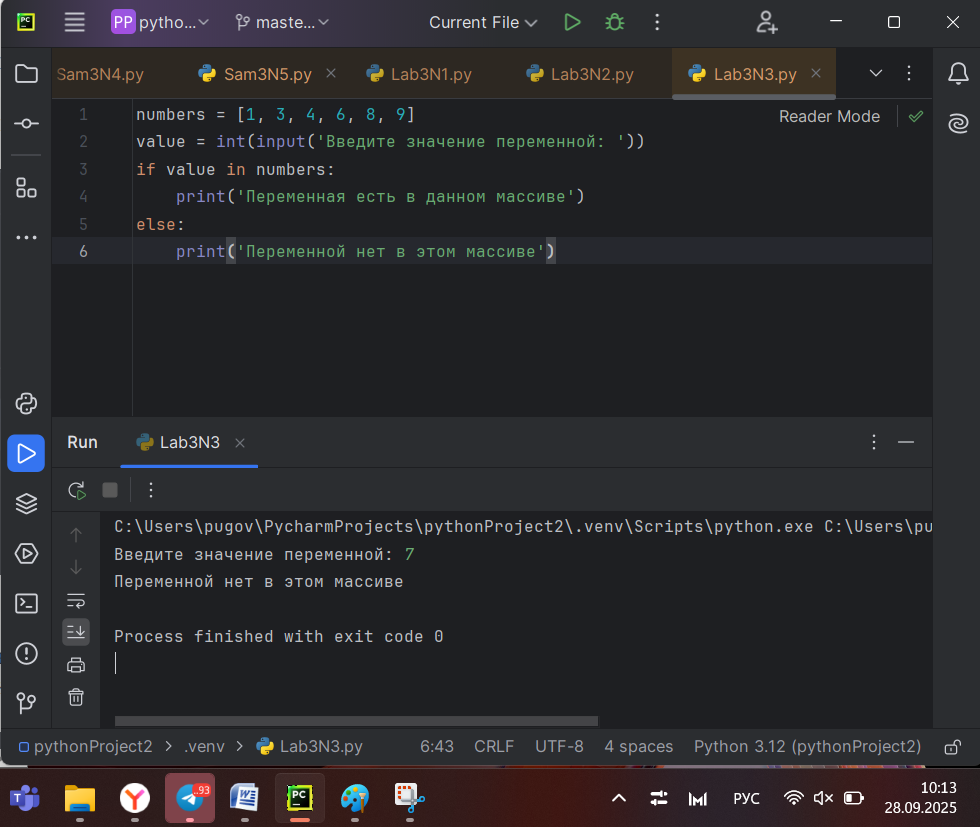 PC PP pytho... maste... Current File
Sam3N4.py Sam3N5.py Lab3N1.py Lab3N2.py Lab3N3.py
1 numbers = [1, 3, 4, 6, 8, 9] Reader Mode
2 value = int(input('Введите значение переменной: '))
3 if value in numbers:
4 print('Переменная есть в данном массиве')
5 else:
6 print('Переменной нет в этом массиве')
Run Lab3N3
C:\Users\pugov\PycharmProjects\pythonProject2\.venv\Scripts\python.exe C:\Users\pu
Введите значение переменной: 7
Переменной нет в этом массиве
Process finished with exit code 0
pythonProject2 > .venv > Lab3N3.py 6:43 CRLF UTF-8 4 spaces Python 3.12 (pythonProject2)
93 PC РУС 10:13
28.09.2025